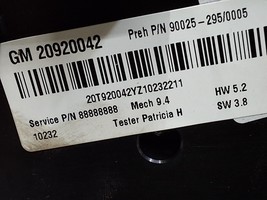 GM 20920042 Preh P/N 90025-295/0005
20T920042YZ10232211
Service P/N 88888888 Mech 9.4 HW 5.2
10232 Tester Patricia H SW 3.8